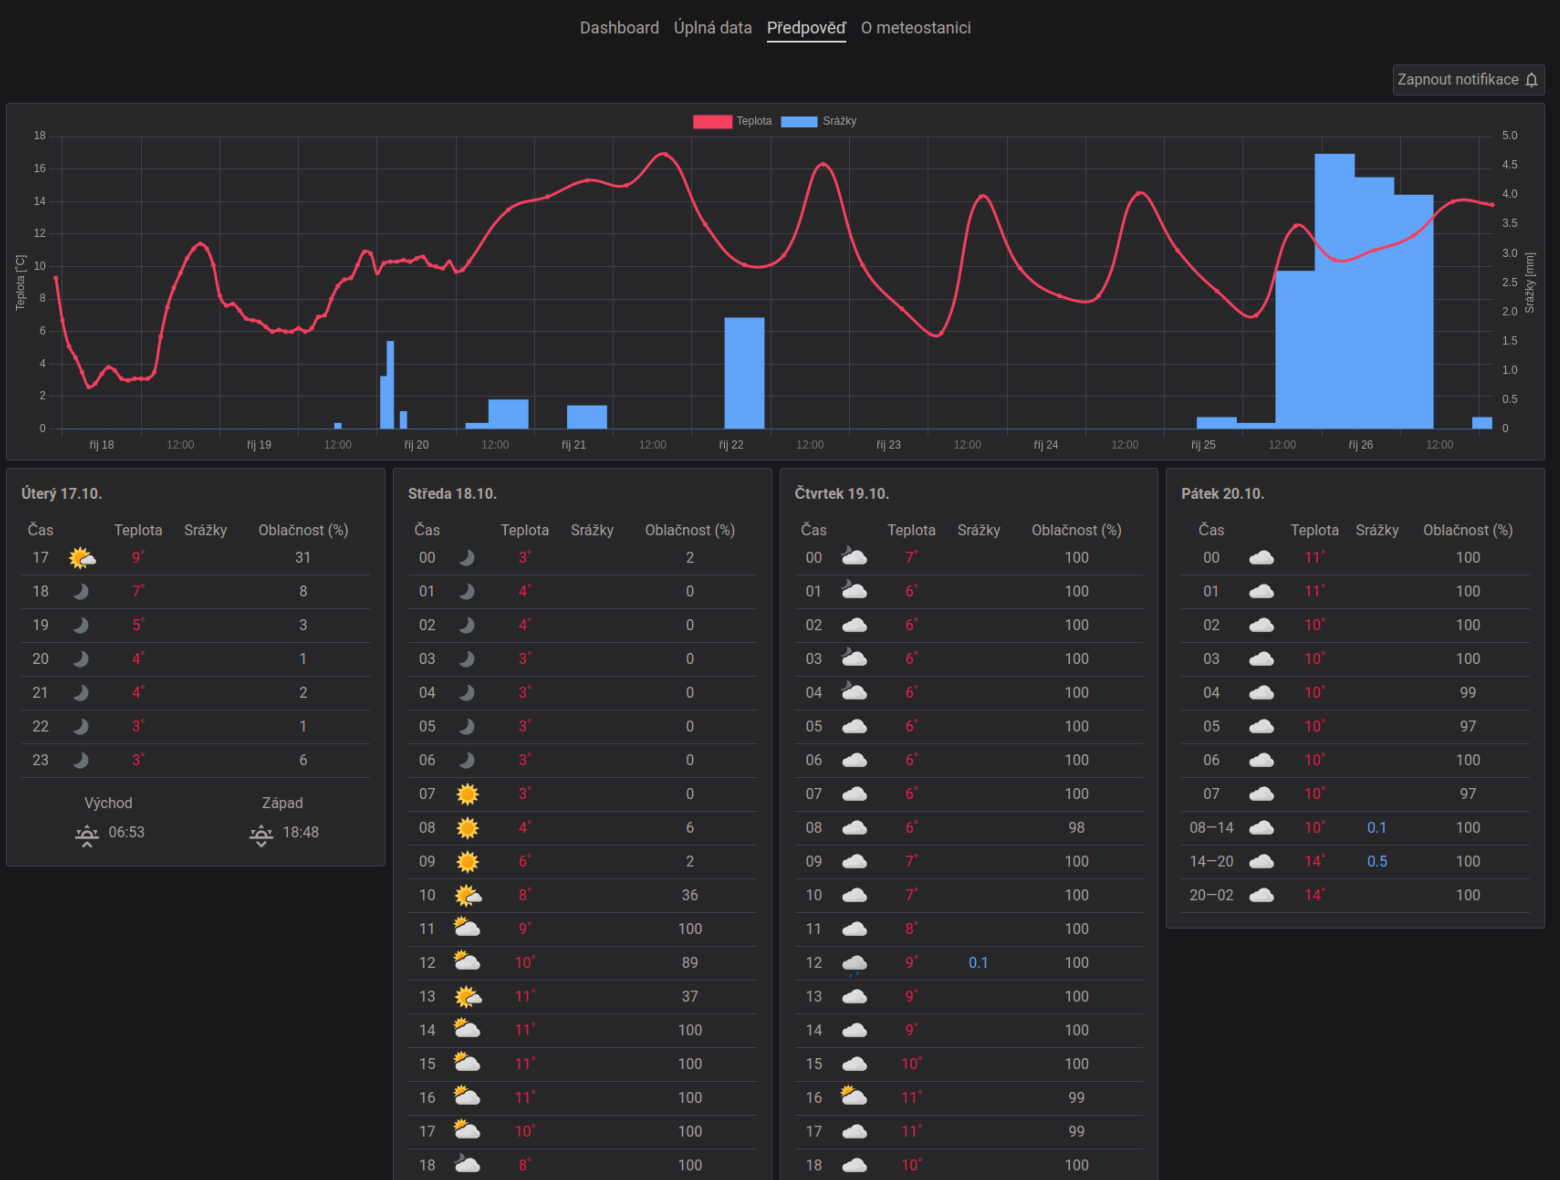 Dashboard Úplná data Předpověď O meteostanici
Zapnout notifikace
Teplota Srážky
18 5.0
16 4.5
14 4.0
12 3.5
10 3.0
8 2.5
6 2.0
4 1.5
2 1.0
0 0.5
0
Teplota [°C]
Srážky [mm]
říj 18 12:00 říj 19 12:00 říj 20 12:00 říj 21 12:00 říj 22 12:00 říj 23 12:00 říj 24 12:00 říj 25 12:00 říj 26 12:00
Úterý 17.10.
Čas Teplota Srážky Oblačnost (%)
17 9° 31
18 7° 8
19 5° 3
20 4° 1
21 4° 2
22 3° 1
23 3° 6
Východ Západ
06:53 18:48
Středa 18.10.
Čas Teplota Srážky Oblačnost (%)
00 3° 2
01 4° 0
02 4° 0
03 3° 0
04 3° 0
05 3° 0
06 3° 0
07 3° 0
08 4° 6
09 6° 2
10 8° 36
11 9° 100
12 10° 89
13 11° 37
14 11° 100
15 11° 100
16 11° 100
17 10° 100
18 8° 100
Čtvrtek 19.10.
Čas Teplota Srážky Oblačnost (%)
00 7° 100
01 6° 100
02 6° 100
03 6° 100
04 6° 100
05 6° 100
06 6° 100
07 6° 100
08 6° 98
09 7° 100
10 7° 100
11 8° 100
12 9° 0.1 100
13 9° 100
14 9° 100
15 10° 100
16 11° 99
17 11° 99
18 10° 100
Pátek 20.10.
Čas Teplota Srážky Oblačnost (%)
00 11° 100
01 11° 100
02 10° 100
03 10° 100
04 10° 99
05 10° 97
06 10° 100
07 10° 97
08–14 10° 0.1 100
14–20 14° 0.5 100
20–02 14° 100